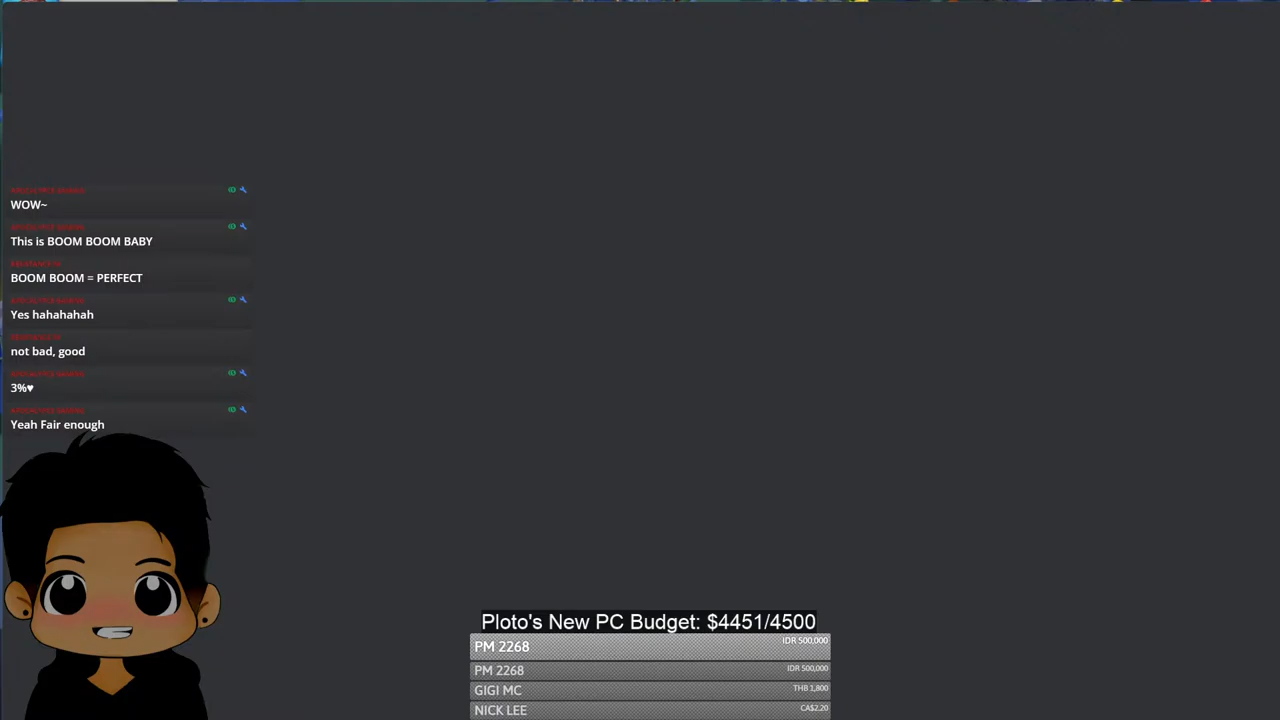 WOW~
This is BOOM BOOM BABY
BOOM BOOM = PERFECT
Yes hahahahah
not bad, good
3%♥
Yeah Fair enough
Ploto's New PC Budget: $4451/4500
PM 2268 IDR 500,000
PM 2268 IDR 500,000
GIGI MC THB 1,800
NICK LEE CA$2.20